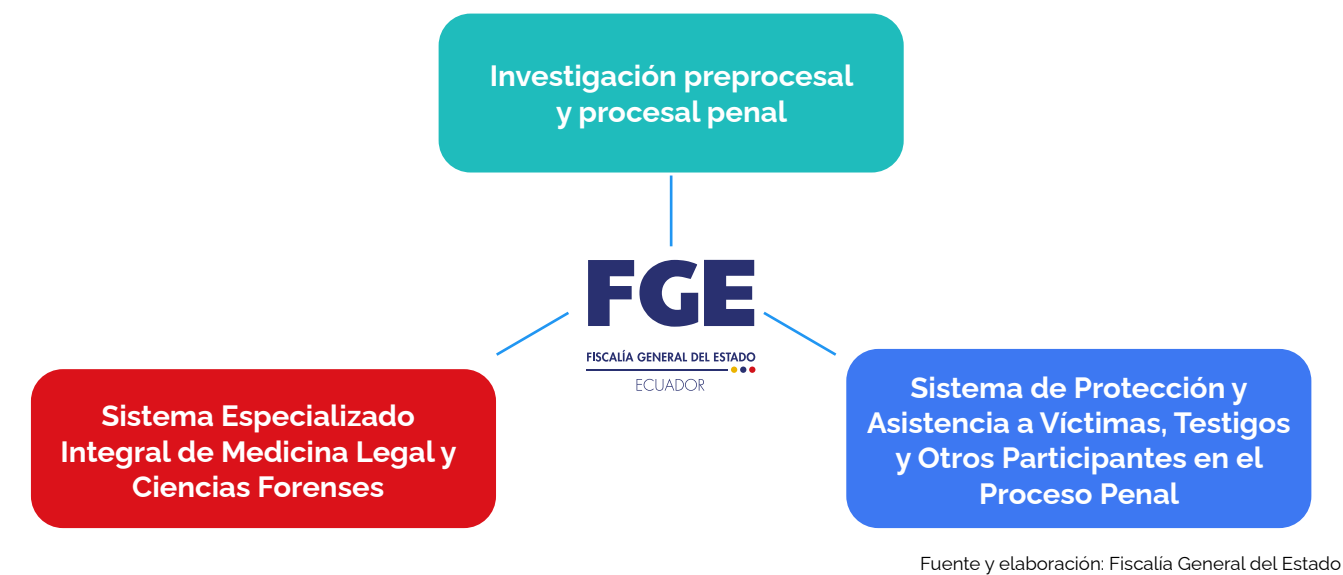 Investigación preprocesal
y procesal penal
FGE
FISCALÍA GENERAL DEL ESTADO
ECUADOR
Sistema Especializado
Integral de Medicina Legal y
Ciencias Forenses
Sistema de Protección y
Asistencia a Víctimas, Testigos
y Otros Participantes en el
Proceso Penal
Fuente y elaboración: Fiscalía General del Estado